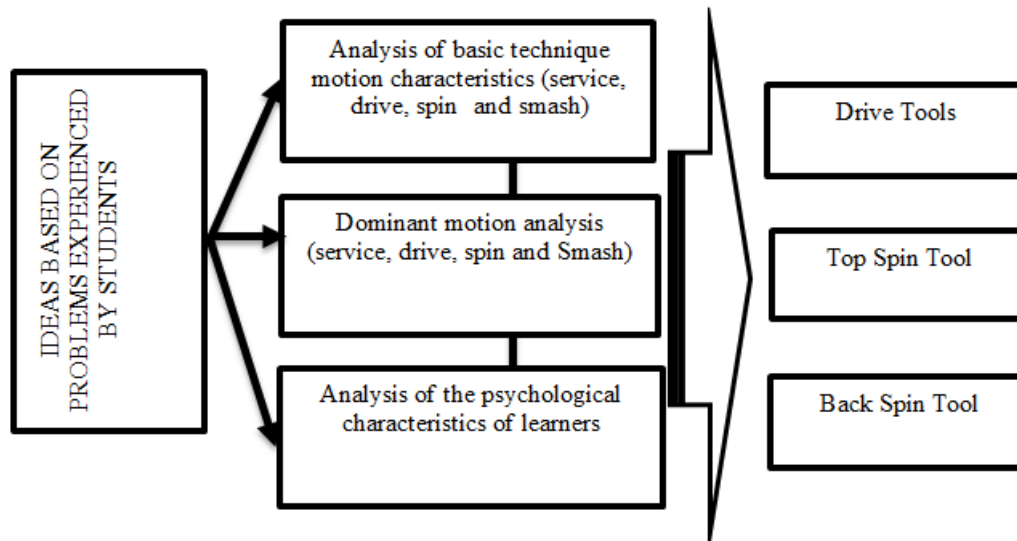 IDEAS BASED ON
PROBLEMS EXPERIENCED
BY STUDENTS
Analysis of basic technique
motion characteristics (service,
drive, spin and smash)
Dominant motion analysis
(service, drive, spin and Smash)
Analysis of the psychological
characteristics of learners
Drive Tools
Top Spin Tool
Back Spin Tool